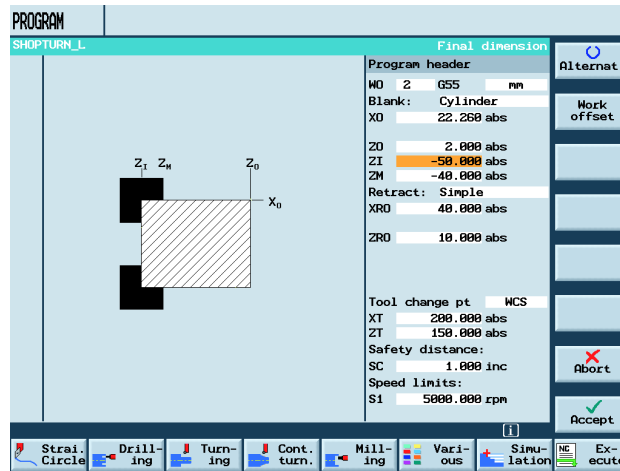 PROGRAM
SHOPTURN_L
Final dimension
Program header
WO 2 G55 mm
Blank: Cylinder
XO 22.260 abs
ZO 2.000 abs
ZI -50.000 abs
ZM -40.000 abs
Retract: Simple
XRO 40.000 abs
ZRO 10.000 abs
Tool change pt WCS
XT 200.000 abs
ZT 150.000 abs
Safety distance:
SC 1.000 inc
Speed limits:
S1 5000.000 rpm
ZI ZM ZO
XO
Alternat
Work
offset
Abort
Accept
i
Strai.
Circle
Drill-
ing
Turn-
ing
Cont.
turn.
Mill-
ing
Vari-
ous
Simu-
lation
NC
Ex-
ecute